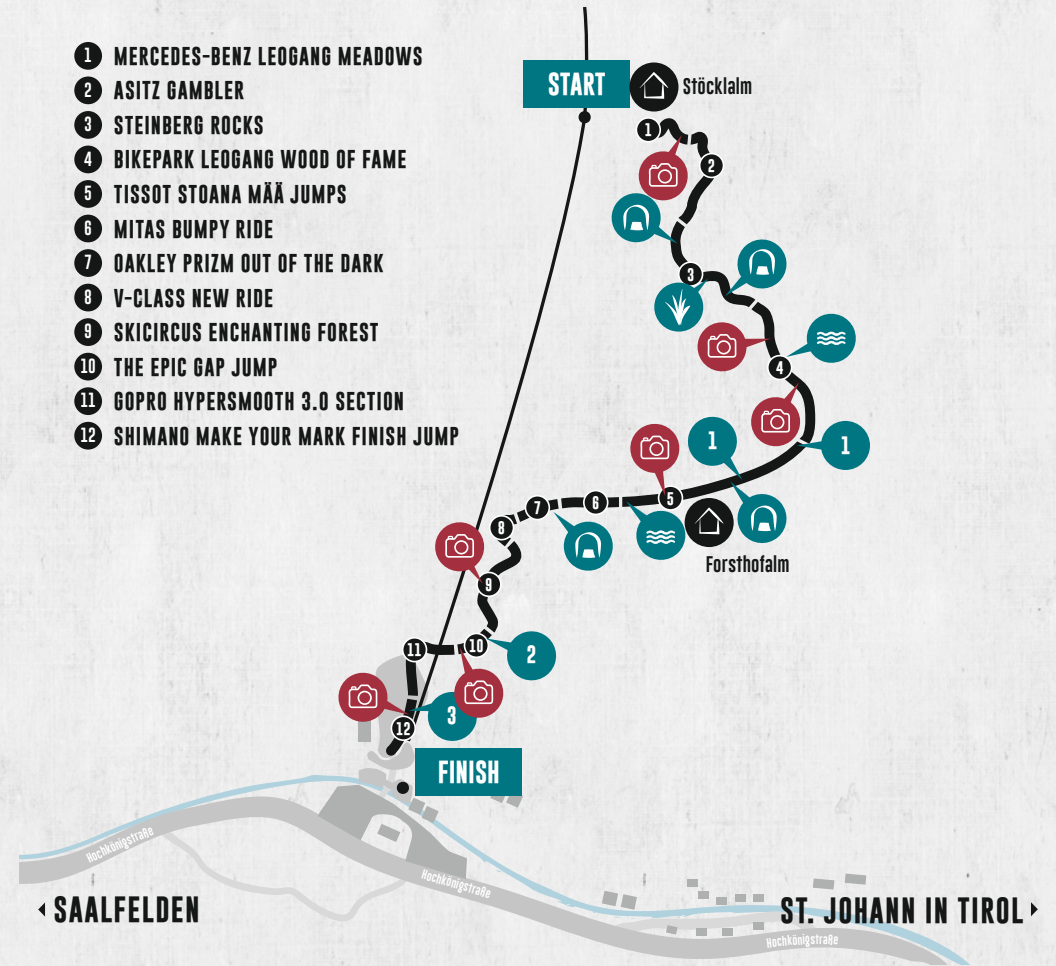 1 MERCEDES-BENZ LEOGANG MEADOWS
2 ASITZ GAMBLER
3 STEINBERG ROCKS
4 BIKEPARK LEOGANG WOOD OF FAME
5 TISSOT STOANA MÄÄ JUMPS
6 MITAS BUMPY RIDE
7 OAKLEY PRIZM OUT OF THE DARK
8 V-CLASS NEW RIDE
9 SKICIRCUS ENCHANTING FOREST
10 THE EPIC GAP JUMP
11 GOPRO HYPERSMOOTH 3.0 SECTION
12 SHIMANO MAKE YOUR MARK FINISH JUMP
START
Stöcklalm
1
2
3
4
1
1
5
6
7
8
Forsthofalm
9
10
11
2
3
12
FINISH
Hochkönigstraße
Hochkönigstraße
SAALFELDEN
ST. JOHANN IN TIROL
Hochkönigstraße